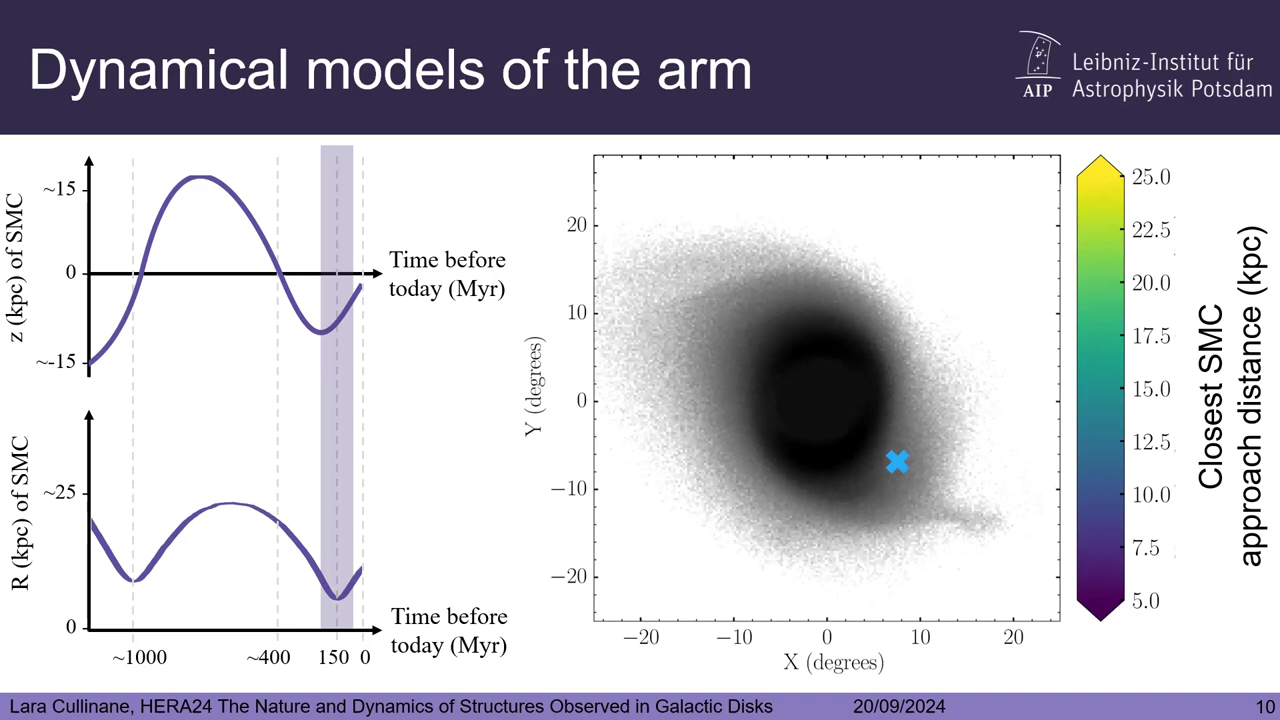 Dynamical models of the arm
AIP
Leibniz-Institut für
Astrophysik Potsdam
z (kpc) of SMC
~15
0
~-15
Time before
today (Myr)
R (kpc) of SMC
~25
0
Time before
today (Myr)
~1000
~400
150
0
Y (degrees)
20
10
0
−10
−20
−20
−10
0
10
20
X (degrees)
25.0
22.5
20.0
17.5
15.0
12.5
10.0
7.5
5.0
Closest SMC
approach distance (kpc)
Lara Cullinane, HERA24 The Nature and Dynamics of Structures Observed in Galactic Disks
20/09/2024
10